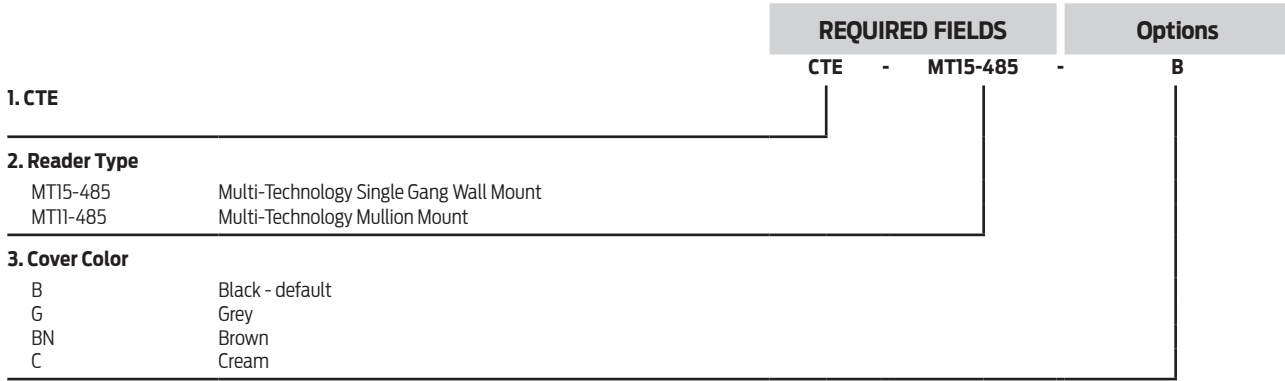 REQUIRED FIELDS Options
CTE - MT15-485 - B
1. CTE
2. Reader Type
MT15-485 Multi-Technology Single Gang Wall Mount
MT11-485 Multi-Technology Mullion Mount
3. Cover Color
B Black - default
G Grey
BN Brown
C Cream